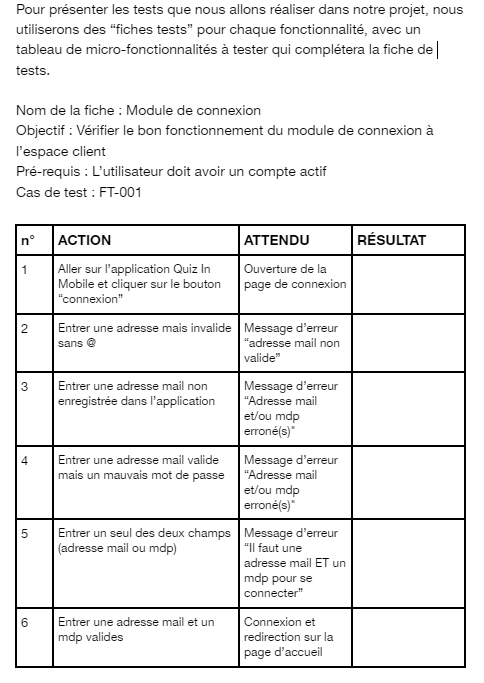 Pour présenter les tests que nous allons réaliser dans notre projet, nous
utiliserons des “fiches tests” pour chaque fonctionnalité, avec un
tableau de micro-fonctionnalités à tester qui complétera la fiche de
tests.
Nom de la fiche : Module de connexion
Objectif : Vérifier le bon fonctionnement du module de connexion à
l’espace client
Pré-requis : L’utilisateur doit avoir un compte actif
Cas de test : FT-001
n° ACTION ATTENDU RÉSULTAT
1 Aller sur l’application Quiz In Ouverture de la
Mobile et cliquer sur le bouton page de connexion
“connexion”
2 Entrer une adresse mais invalide Message d’erreur
sans @ “adresse mail non
valide”
3 Entrer une adresse mail non Message d’erreur
enregistrée dans l’application “Adresse mail
et/ou mdp
erroné(s)"
4 Entrer une adresse mail valide Message d’erreur
mais un mauvais mot de passe “Adresse mail
et/ou mdp
erroné(s)"
5 Entrer un seul des deux champs Message d’erreur
(adresse mail ou mdp) “Il faut une
adresse mail ET un
mdp pour se
connecter”
6 Entrer une adresse mail et un Connexion et
mdp valides redirection sur la
page d’accueil